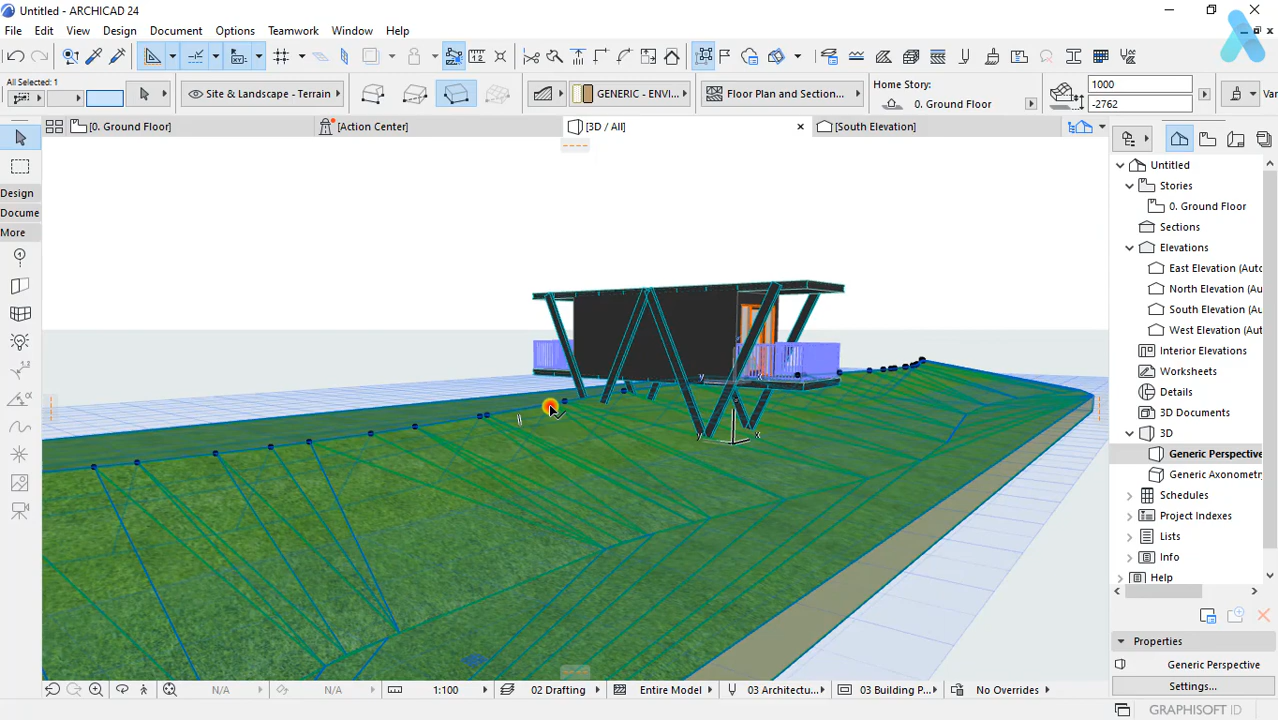 Untitled - ARCHICAD 24
File Edit View Design Document Options Teamwork Window Help
All Selected: 1
Site & Landscape - Terrain
GENERIC - ENVI...
Floor Plan and Section...
Home Story:
0. Ground Floor
1000
-2762
Var
[0. Ground Floor]
[Action Center]
[3D / All]
[South Elevation]
Design
Docume
More
Untitled
Stories
0. Ground Floor
Sections
Elevations
East Elevation (Auto
North Elevation (Au
South Elevation (Au
West Elevation (Aut
Interior Elevations
Worksheets
Details
3D Documents
3D
Generic Perspective
Generic Axonometr
Schedules
Project Indexes
Lists
Info
Help
Properties
Generic Perspective
Settings...
y x
y x
N/A
N/A
1:100
02 Drafting
Entire Model
03 Architectu...
03 Building P...
No Overrides
GRAPHISOFT ID